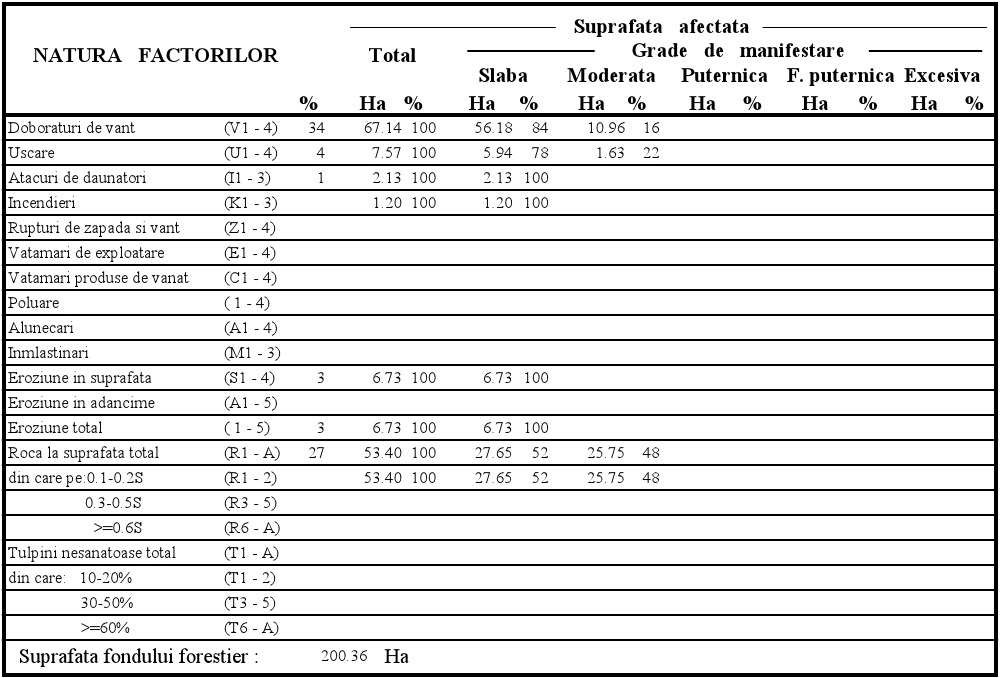 Suprafata afectata
NATURA FACTORILOR Total Grade de manifestare
Slaba Moderata Puternica F. puternica Excesiva
% Ha % Ha % Ha % Ha % Ha % Ha %
Doboraturi de vant (V1 - 4) 34 67.14 100 56.18 84 10.96 16
Uscare (U1 - 4) 4 7.57 100 5.94 78 1.63 22
Atacuri de daunatori (I1 - 3) 1 2.13 100 2.13 100
Incendieri (K1 - 3) 1.20 100 1.20 100
Rupturi de zapada si vant (Z1 - 4)
Vatamari de exploatare (E1 - 4)
Vatamari produse de vanat (C1 - 4)
Poluare ( 1 - 4)
Alunecari (A1 - 4)
Inmlastinari (M1 - 3)
Eroziune in suprafata (S1 - 4) 3 6.73 100 6.73 100
Eroziune in adancime (A1 - 5)
Eroziune total ( 1 - 5) 3 6.73 100 6.73 100
Roca la suprafata total (R1 - A) 27 53.40 100 27.65 52 25.75 48
din care pe:0.1-0.2S (R1 - 2) 53.40 100 27.65 52 25.75 48
0.3-0.5S (R3 - 5)
>=0.6S (R6 - A)
Tulpini nesanatoase total (T1 - A)
din care: 10-20% (T1 - 2)
30-50% (T3 - 5)
>=60% (T6 - A)
Suprafata fondului forestier : 200.36 Ha